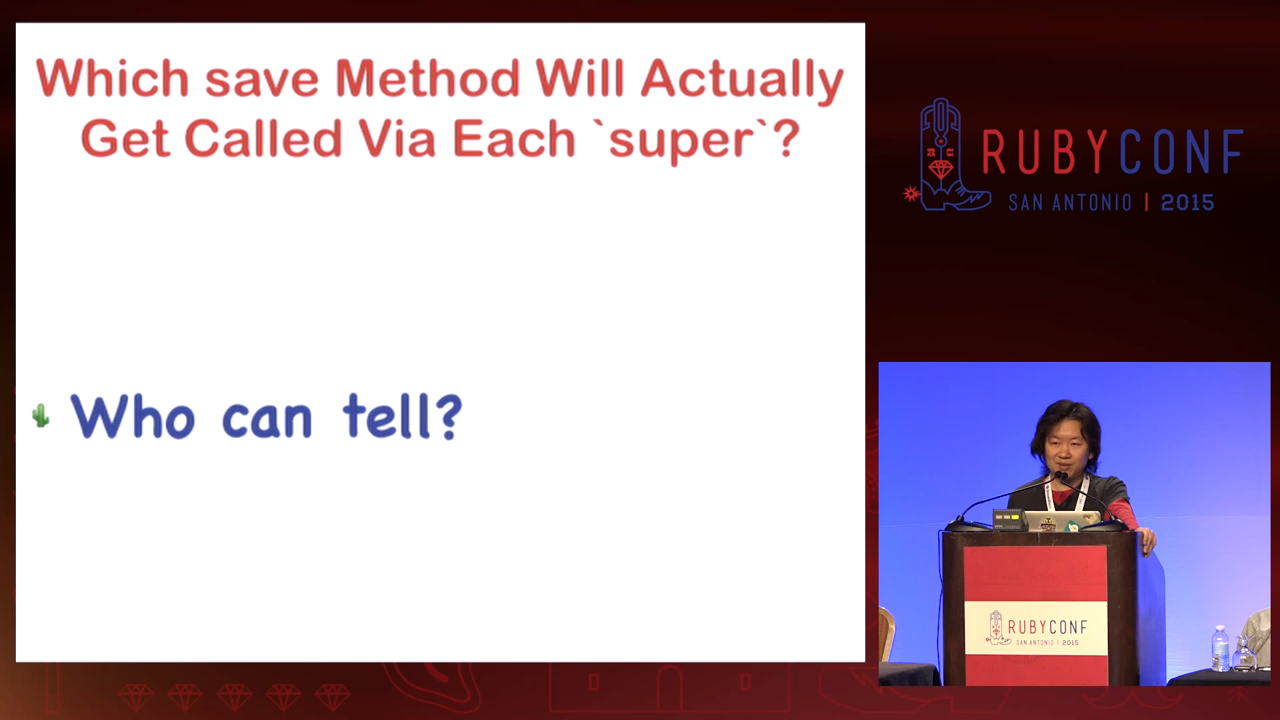 Which save Method Will Actually
Get Called Via Each `super`?
Who can tell?
RUBYCONF
SAN ANTONIO | 2015
RUBYCONF
SAN ANTONIO | 2015